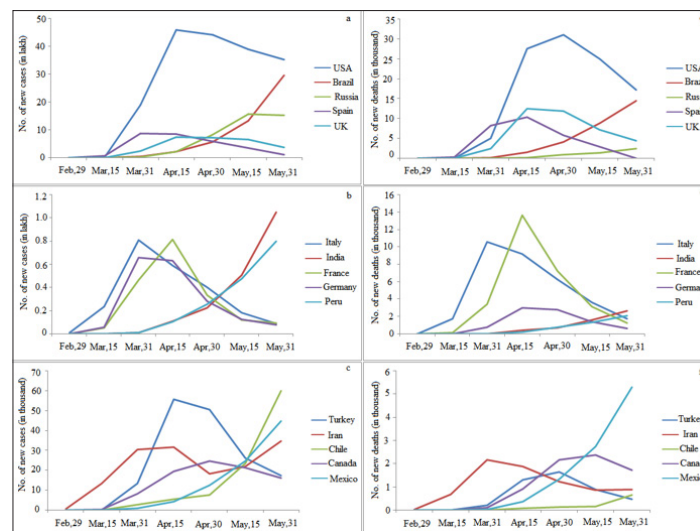 a
No. of new cases (in lakh)
50
40
30
20
10
0
Feb,29 Mar,15 Mar,31 Apr,15 Apr,30 May,15 May,31
USA
Brazil
Russia
Spain
UK
No. of new deaths (in thousand)
35
30
25
20
15
10
5
0
Feb,29 Mar,15 Mar,31 Apr,15 Apr,30 May,15 May,31
USA
Brazil
Russ
Spai
UK
b
No. of new cases (in lakh)
1.2
1.0
0.8
0.6
0.4
0.2
0
Feb,29 Mar,15 Mar,31 Apr,15 Apr,30 May,15 May,31
Italy
India
France
Germany
Peru
No. of new deaths (in thousand)
16
14
12
10
8
6
4
2
0
Feb,29 Mar,15 Mar,31 Apr,15 Apr,30 May,15 May,31
Italy
India
France
Germany
Peru
c
No. of new cases (in thousand)
70
60
50
40
30
20
10
0
Feb,29 Mar,15 Mar,31 Apr,15 Apr,30 May,15 May,31
Turkey
Iran
Chile
Canada
Mexico
No. of new deaths (in thousand)
6
5
4
3
2
1
0
Feb,29 Mar,15 Mar,31 Apr,15 Apr,30 May,15 May,31
Turkey
Iran
Chile
Canada
Mexico